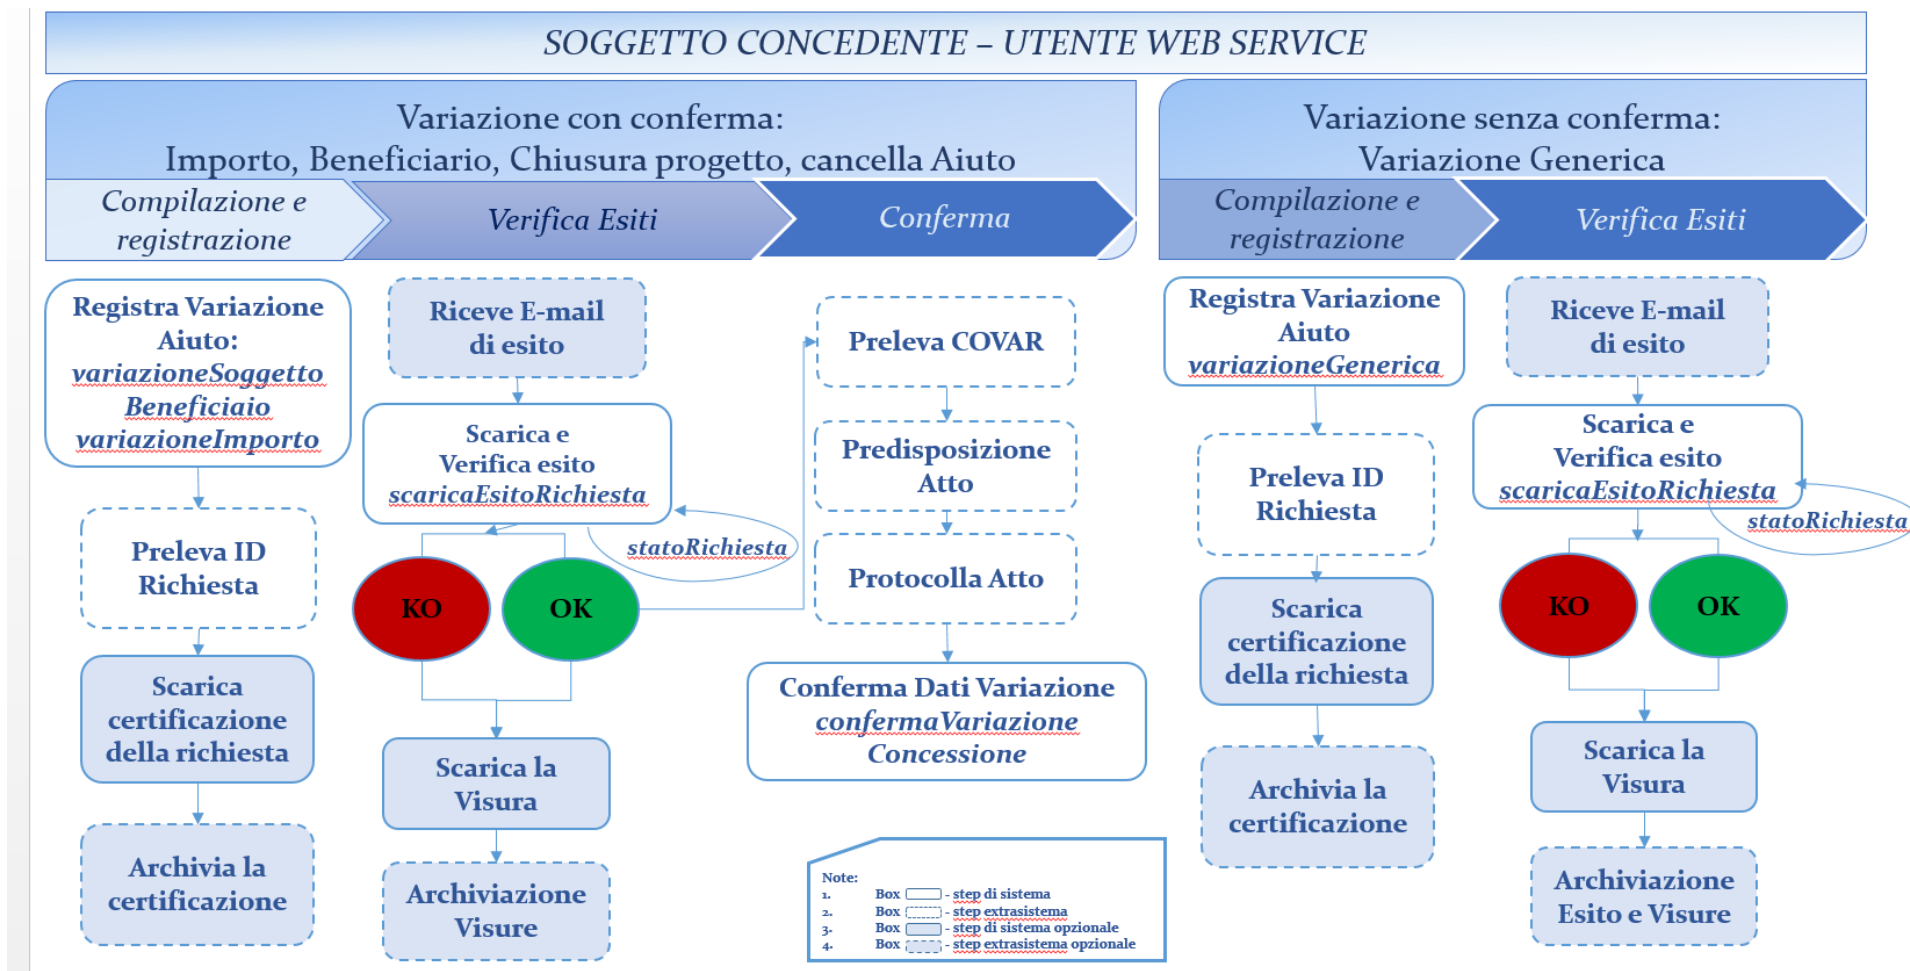 SOGGETTO CONCEDENTE – UTENTE WEB SERVICE
Variazione con conferma:
Importo, Beneficiario, Chiusura progetto, cancella Aiuto
Compilazione e
registrazione
Verifica Esiti
Conferma
Registra Variazione
Aiuto:
variazioneSoggetto
Beneficiaio
variazioneImporto
Preleva ID
Richiesta
Scarica
certificazione
della richiesta
Archivia la
certificazione
Riceve E-mail
di esito
Scarica e
Verifica esito
scaricaEsitoRichiesta
statoRichiesta
KO
OK
Scarica la
Visura
Archiviazione
Visure
Preleva COVAR
Predisposizione
Atto
Protocolla Atto
Conferma Dati Variazione
confermaVariazione
Concessione
Note:
1. Box - step di sistema
2. Box - step extrasistema
3. Box - step di sistema opzionale
4. Box - step extrasistema opzionale
Variazione senza conferma:
Variazione Generica
Compilazione e
registrazione
Verifica Esiti
Registra Variazione
Aiuto
variazioneGenerica
Preleva ID
Richiesta
Scarica
certificazione
della richiesta
Archivia la
certificazione
Riceve E-mail
di esito
Scarica e
Verifica esito
scaricaEsitoRichiesta
statoRichiesta
KO
OK
Scarica la
Visura
Archiviazione
Esito e Visure